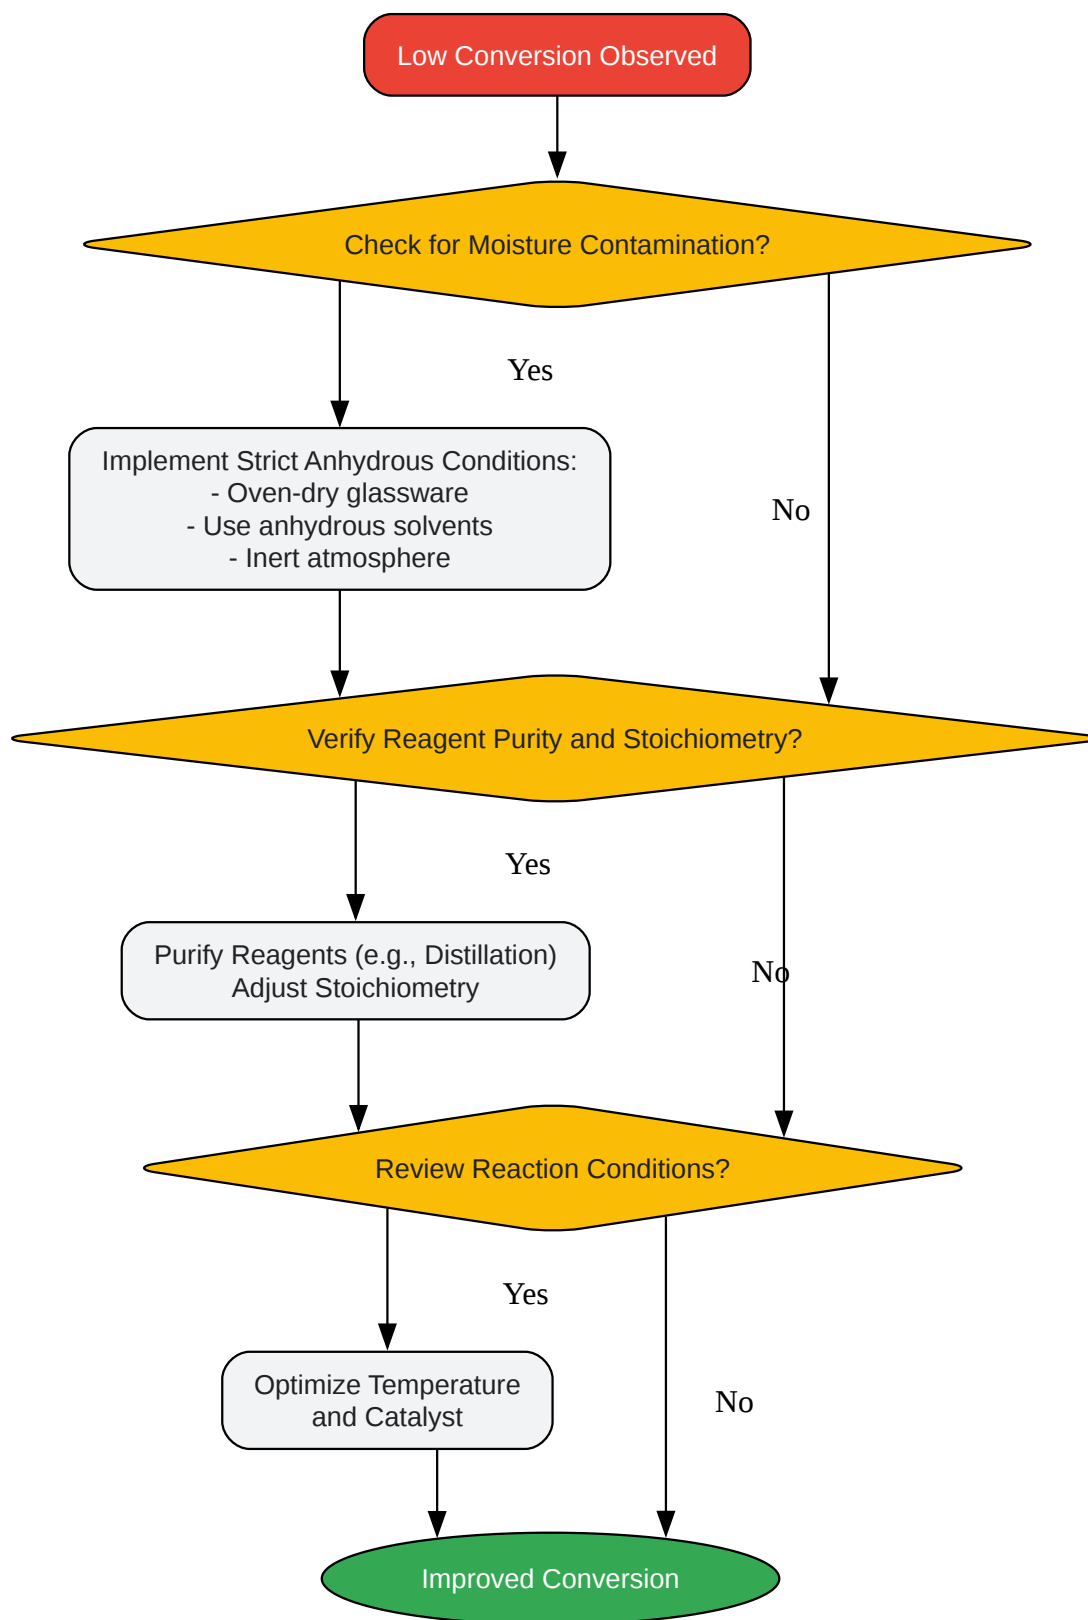 Low Conversion Observed
Check for Moisture Contamination?
Yes
Implement Strict Anhydrous Conditions:
- Oven-dry glassware
- Use anhydrous solvents
- Inert atmosphere
No
Verify Reagent Purity and Stoichiometry?
Yes
Purify Reagents (e.g., Distillation)
Adjust Stoichiometry
No
Review Reaction Conditions?
Yes
Optimize Temperature
and Catalyst
No
Improved Conversion